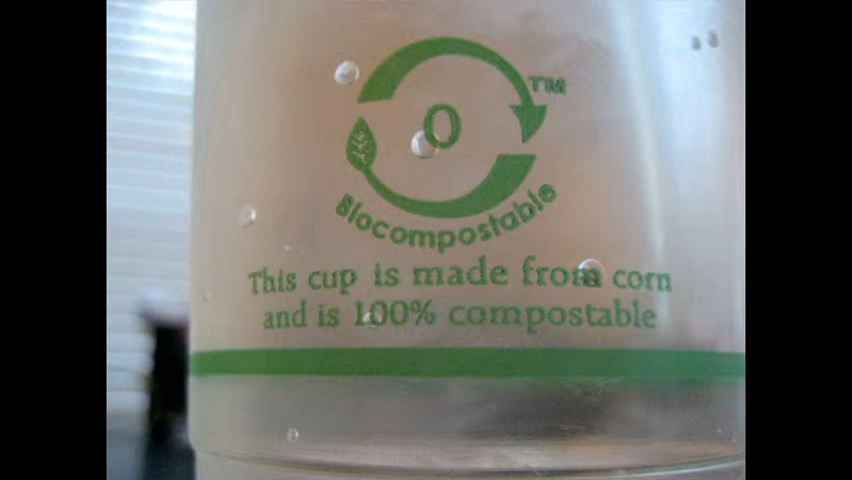 TM
0
Biocompostable
This cup is made from corn
and is 100% compostable